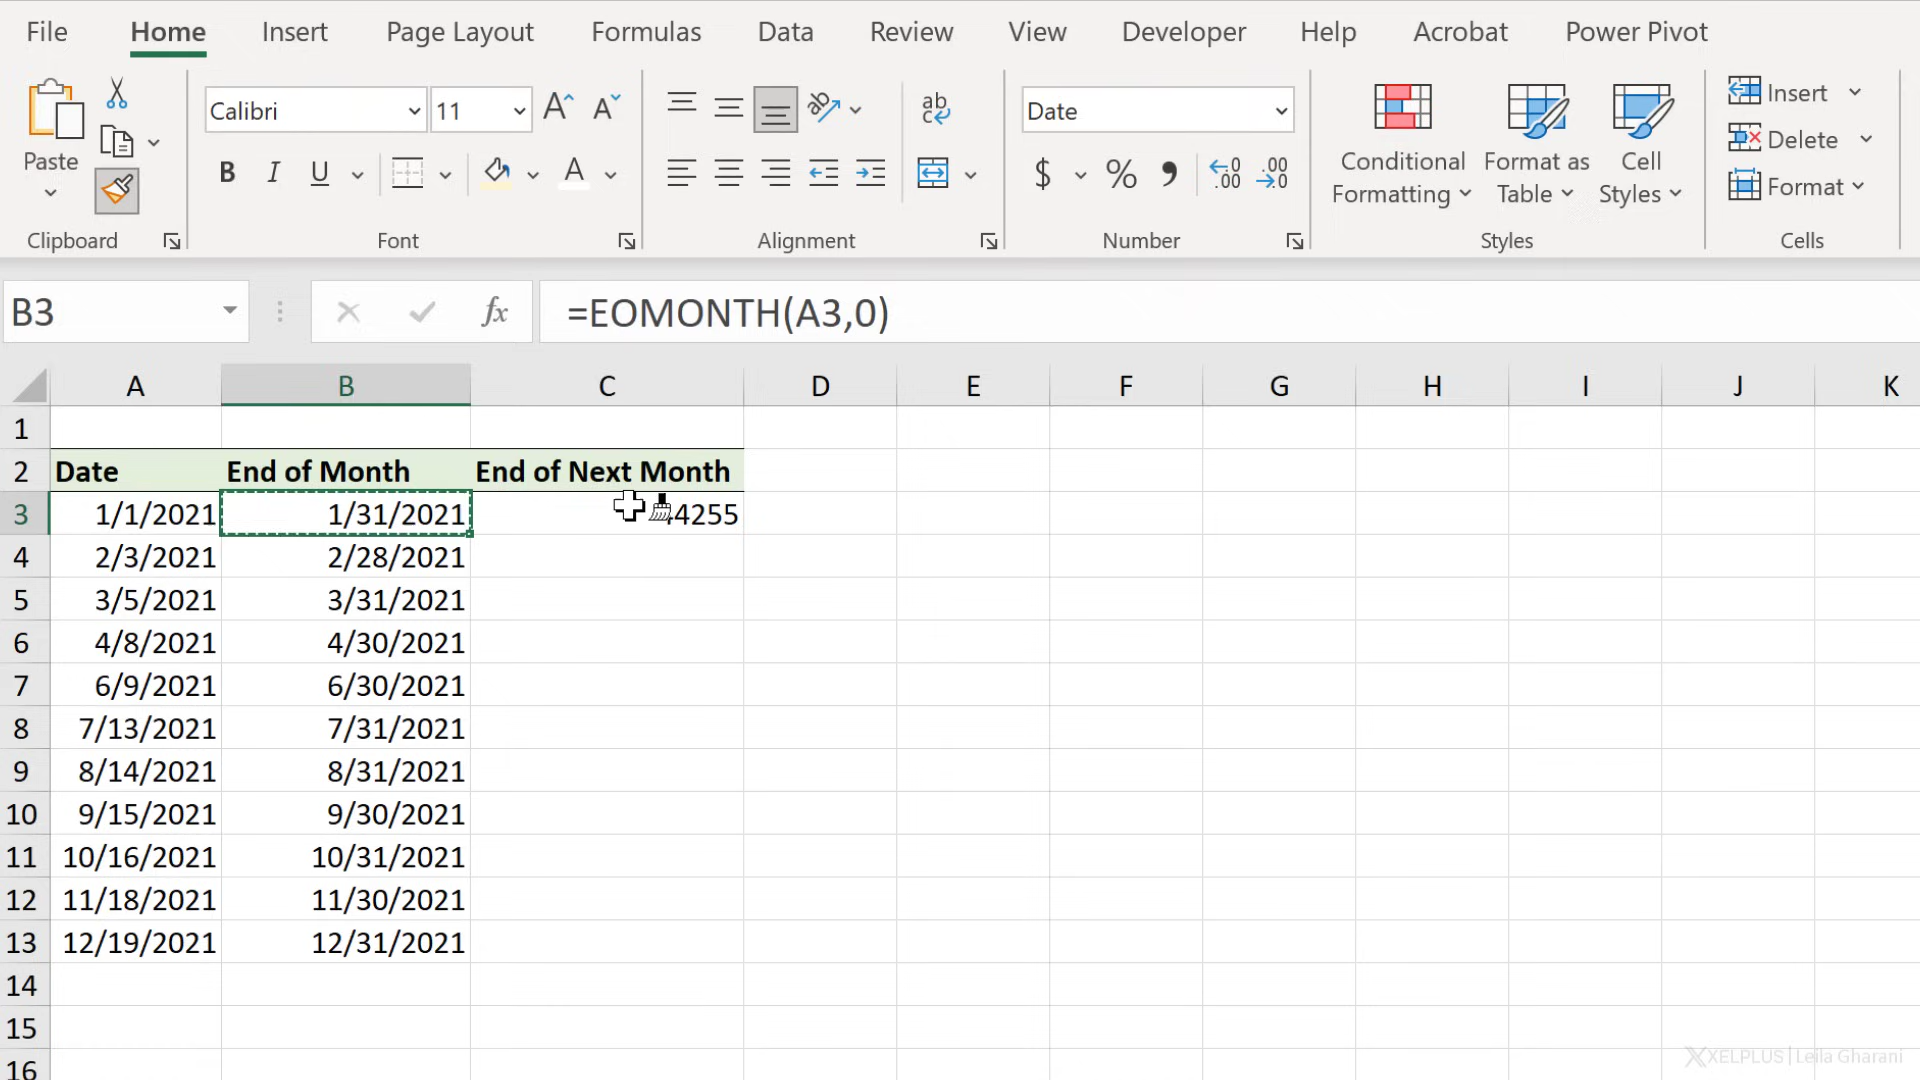 File Home Insert Page Layout Formulas Data Review View Developer Help Acrobat Power Pivot
Paste
Clipboard
Calibri 11
B I U A
Font
ab
Alignment
Date
$ % 9 .00 .00
Number
Conditional Formatting
Format as Table
Cell Styles
Styles
Insert
Delete
Format
Cells
B3 fx =EOMONTH(A3,0)
A B C D E F G H I J K
1
2 Date End of Month End of Next Month
3 1/1/2021 1/31/2021 44255
4 2/3/2021 2/28/2021
5 3/5/2021 3/31/2021
6 4/8/2021 4/30/2021
7 6/9/2021 6/30/2021
8 7/13/2021 7/31/2021
9 8/14/2021 8/31/2021
10 9/15/2021 9/30/2021
11 10/16/2021 10/31/2021
12 11/18/2021 11/30/2021
13 12/19/2021 12/31/2021
14
15
16
XELPLUS | Leila Gharani